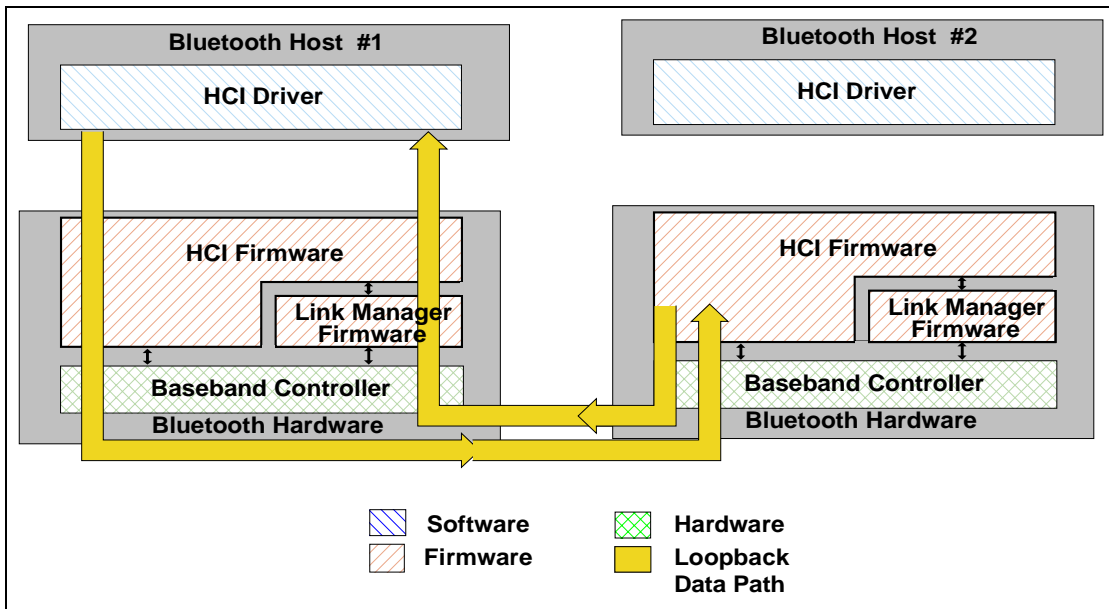 Bluetooth Host #1
HCI Driver
Bluetooth Host #2
HCI Driver
HCI Firmware
Link Manager
Firmware
Baseband Controller
Bluetooth Hardware
HCI Firmware
Link Manager
Firmware
Baseband Controller
Bluetooth Hardware
Software
Firmware
Hardware
Loopback
Data Path